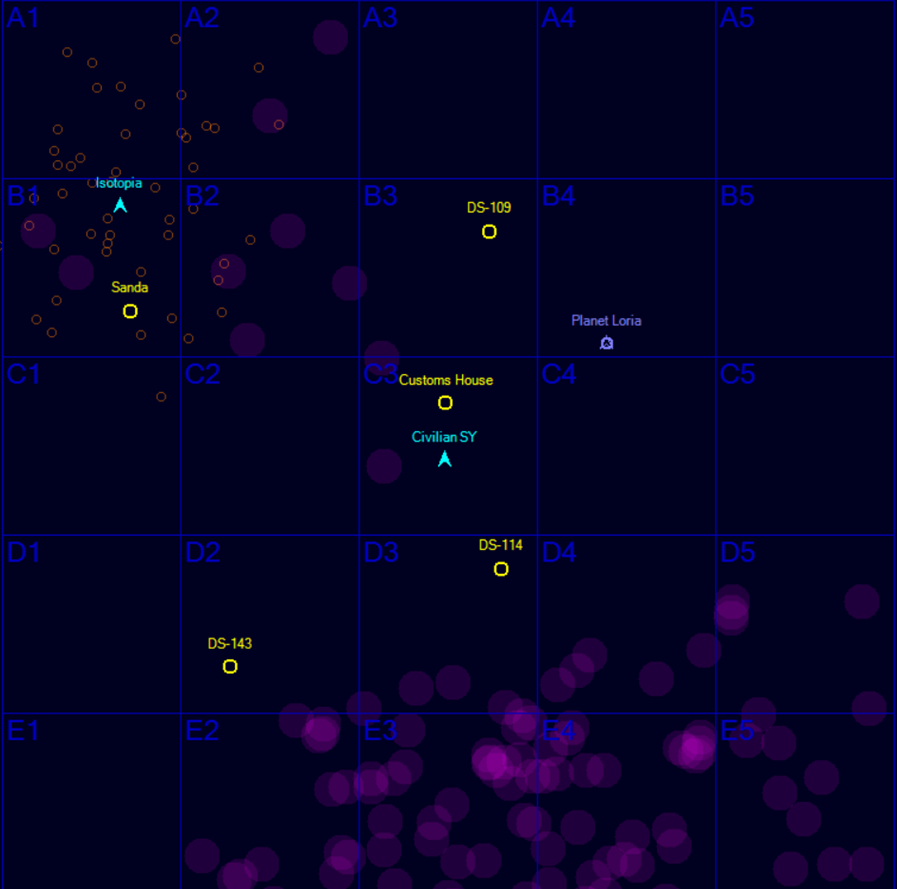 A1 A2 A3 A4 A5
Isotopia
B1 B2 B3 B4 B5
DS-109
Sanda
Planet Loria
C1 C2 C3 C4 C5
Customs House
Civilian SY
D1 D2 D3 D4 D5
DS-114
DS-143
E1 E2 E3 E4 E5